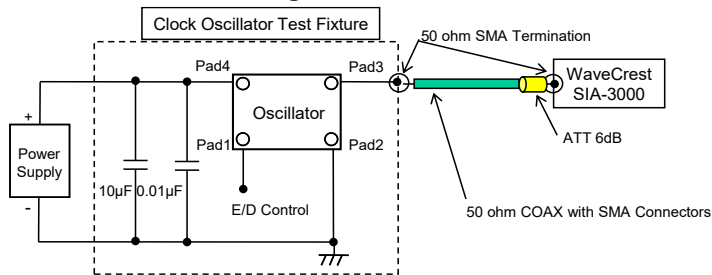 Clock Oscillator Test Fixture
50 ohm SMA Termination
Pad4
Pad3
WaveCrest
SIA-3000
Oscillator
+
Power
Supply
-
Pad1
Pad2
ATT 6dB
10µF
0.01µF
E/D Control
50 ohm COAX with SMA Connectors